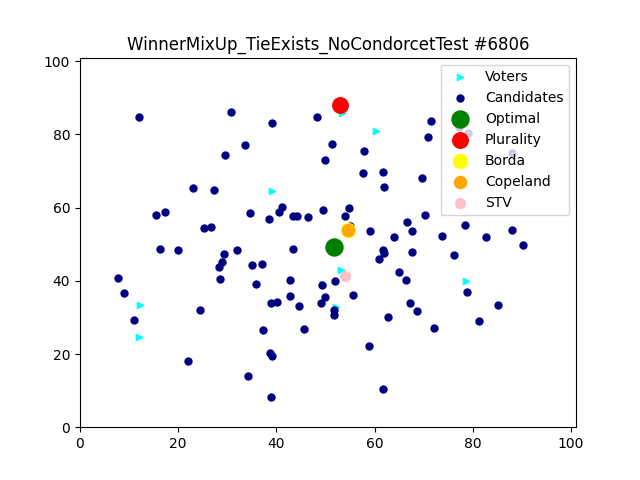 WinnerMixUp_TieExists_NoCondorcetTest #6806
100
80
60
40
20
0
0 20 40 60 80 100
Voters
Candidates
Optimal
Plurality
Borda
Copeland
STV